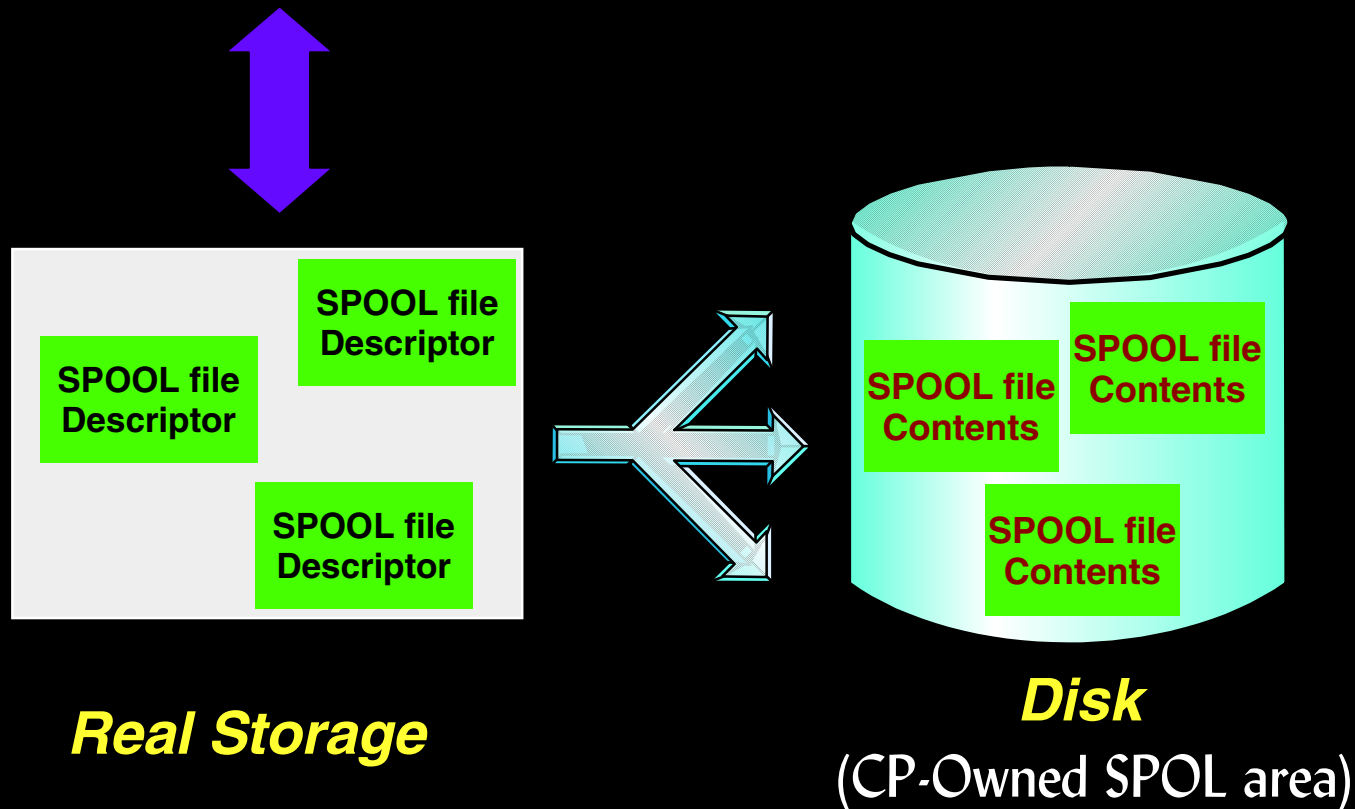 SPOOL file
Descriptor
SPOOL file
Descriptor
SPOOL file
Descriptor
Real Storage
SPOOL file
Contents
SPOOL file
Contents
SPOOL file
Contents
Disk
(CP-Owned SPOL area)